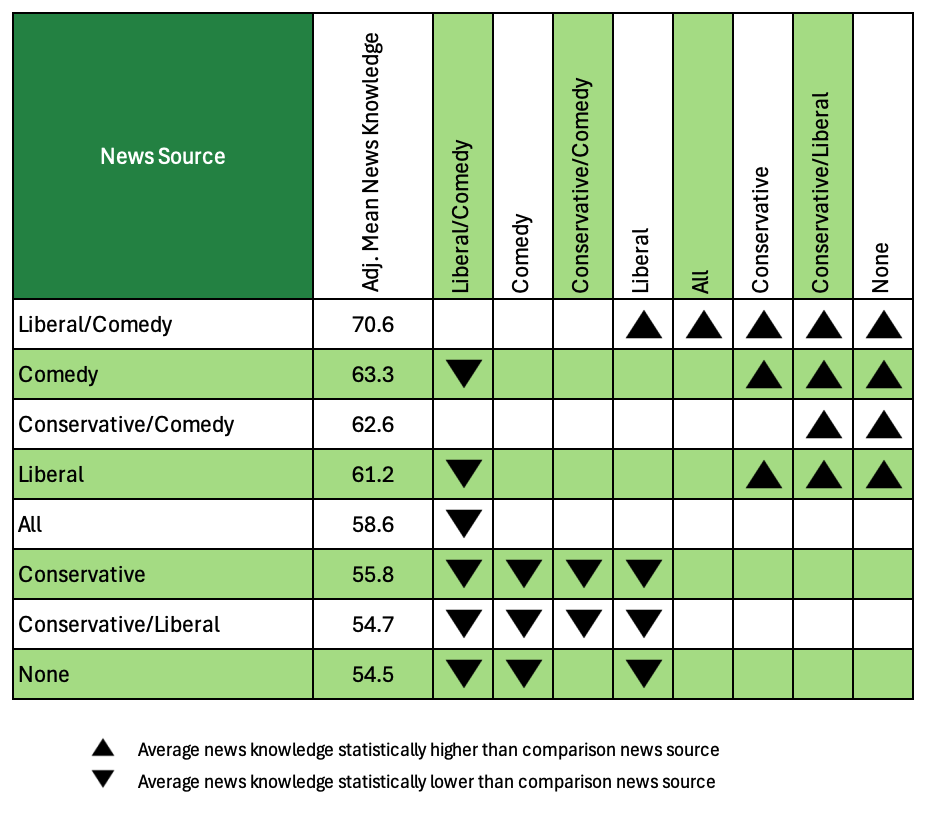 News Source
Adj. Mean News Knowledge
Liberal/Comedy
Comedy
Conservative/Comedy
Liberal
All
Conservative
Conservative/Liberal
None
Liberal/Comedy 70.6 ▲ ▲ ▲ ▲ ▲
Comedy 63.3 ▼ ▲ ▲ ▲
Conservative/Comedy 62.6 ▲ ▲
Liberal 61.2 ▼ ▲ ▲ ▲
All 58.6 ▼
Conservative 55.8 ▼ ▼ ▼ ▼
Conservative/Liberal 54.7 ▼ ▼ ▼ ▼
None 54.5 ▼ ▼ ▼
▲ Average news knowledge statistically higher than comparison news source
▼ Average news knowledge statistically lower than comparison news source